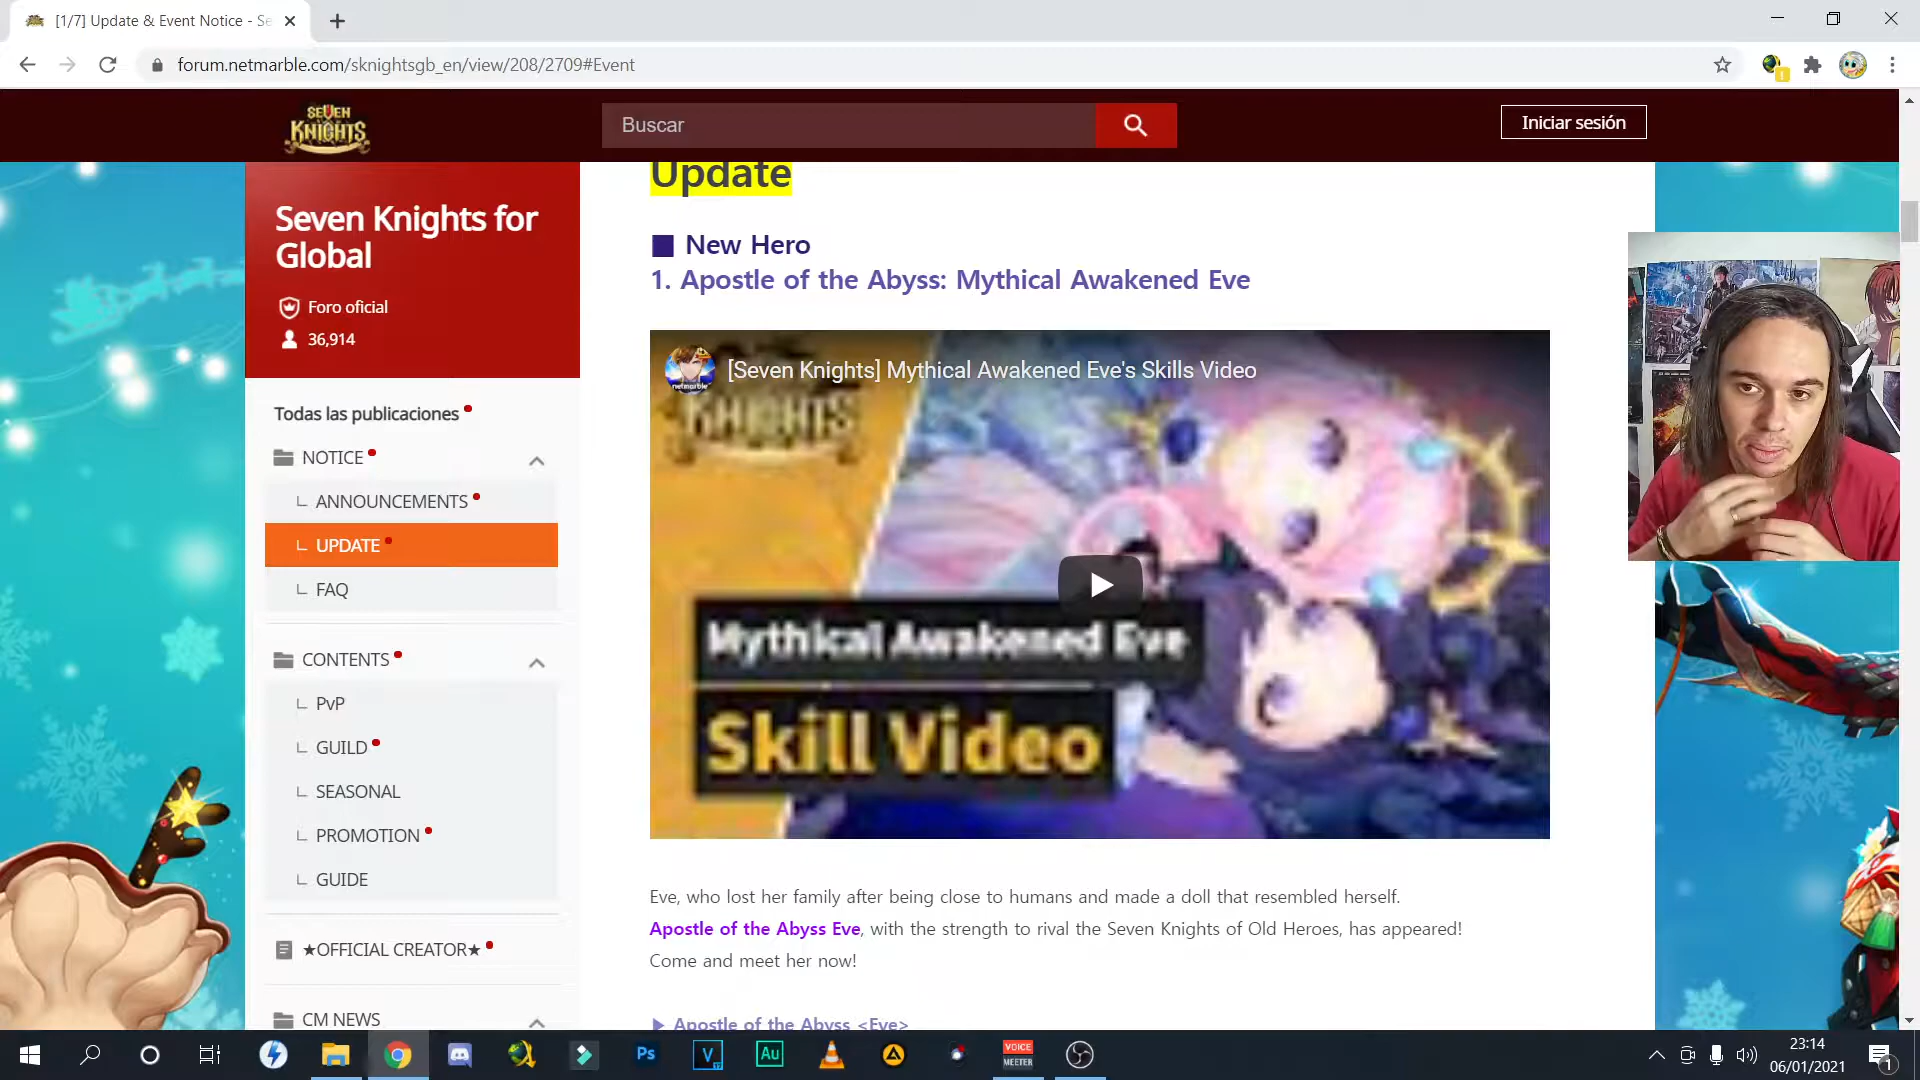 [1/7] Update & Event Notice - Se
forum.netmarble.com/sknightsgb_en/view/208/2709#Event
SEVEN
KNIGHTS
Buscar
Iniciar sesión
Seven Knights for
Global
Foro oficial
36,914
Todas las publicaciones
NOTICE
ANNOUNCEMENTS
UPDATE
FAQ
CONTENTS
PvP
GUILD
SEASONAL
PROMOTION
GUIDE
★OFFICIAL CREATOR★
CM NEWS
Update
■ New Hero
1. Apostle of the Abyss: Mythical Awakened Eve
netmarble
[Seven Knights] Mythical Awakened Eve's Skills Video
KNIGHTS
Mythical Awakened Eve
Skill Video
Eve, who lost her family after being close to humans and made a doll that resembled herself.
Apostle of the Abyss Eve, with the strength to rival the Seven Knights of Old Heroes, has appeared!
Come and meet her now!
▶ Apostle of the Abyss <Eve>
Ps
V
Au
VOICE
MEETER
23:14
06/01/2021
1